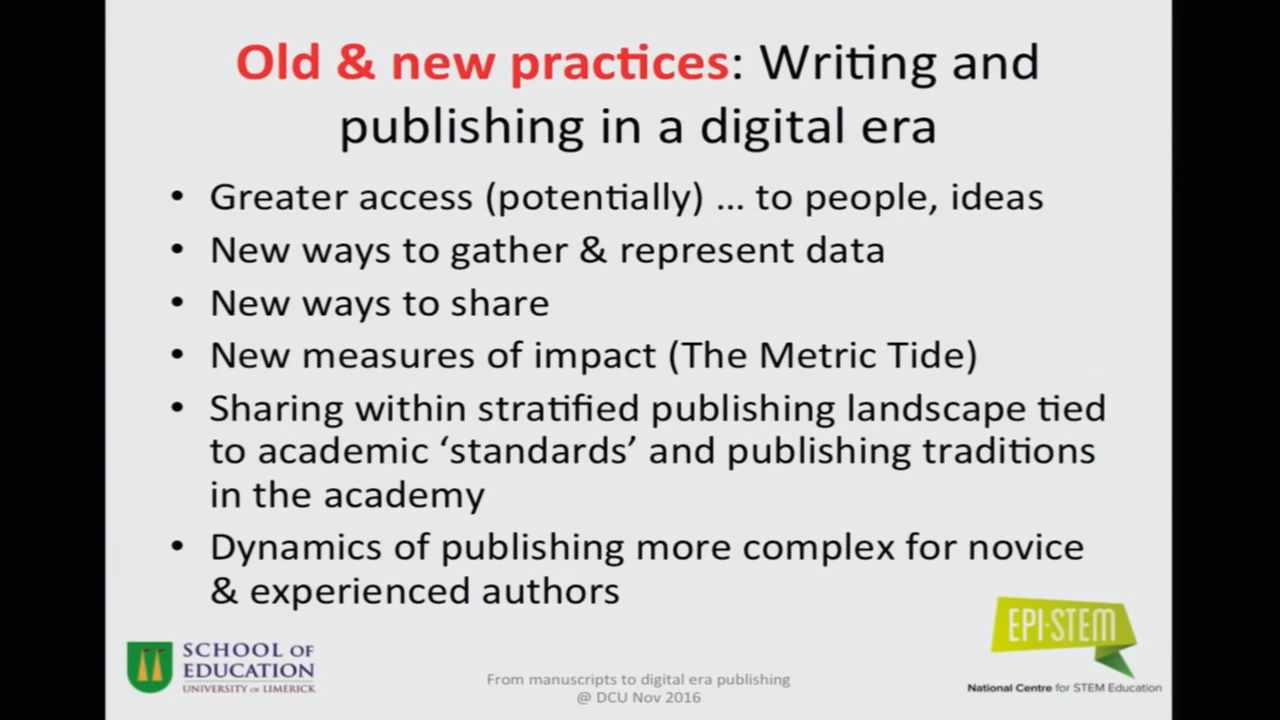 Old & new practices: Writing and
publishing in a digital era
• Greater access (potentially) ... to people, ideas
• New ways to gather & represent data
• New ways to share
• New measures of impact (The Metric Tide)
• Sharing within stratified publishing landscape tied
to academic ‘standards’ and publishing traditions
in the academy
• Dynamics of publishing more complex for novice
& experienced authors
SCHOOL OF
EDUCATION
UNIVERSITY OF LIMERICK
From manuscripts to digital era publishing
@ DCU Nov 2016
EPI·STEM
National Centre for STEM Education